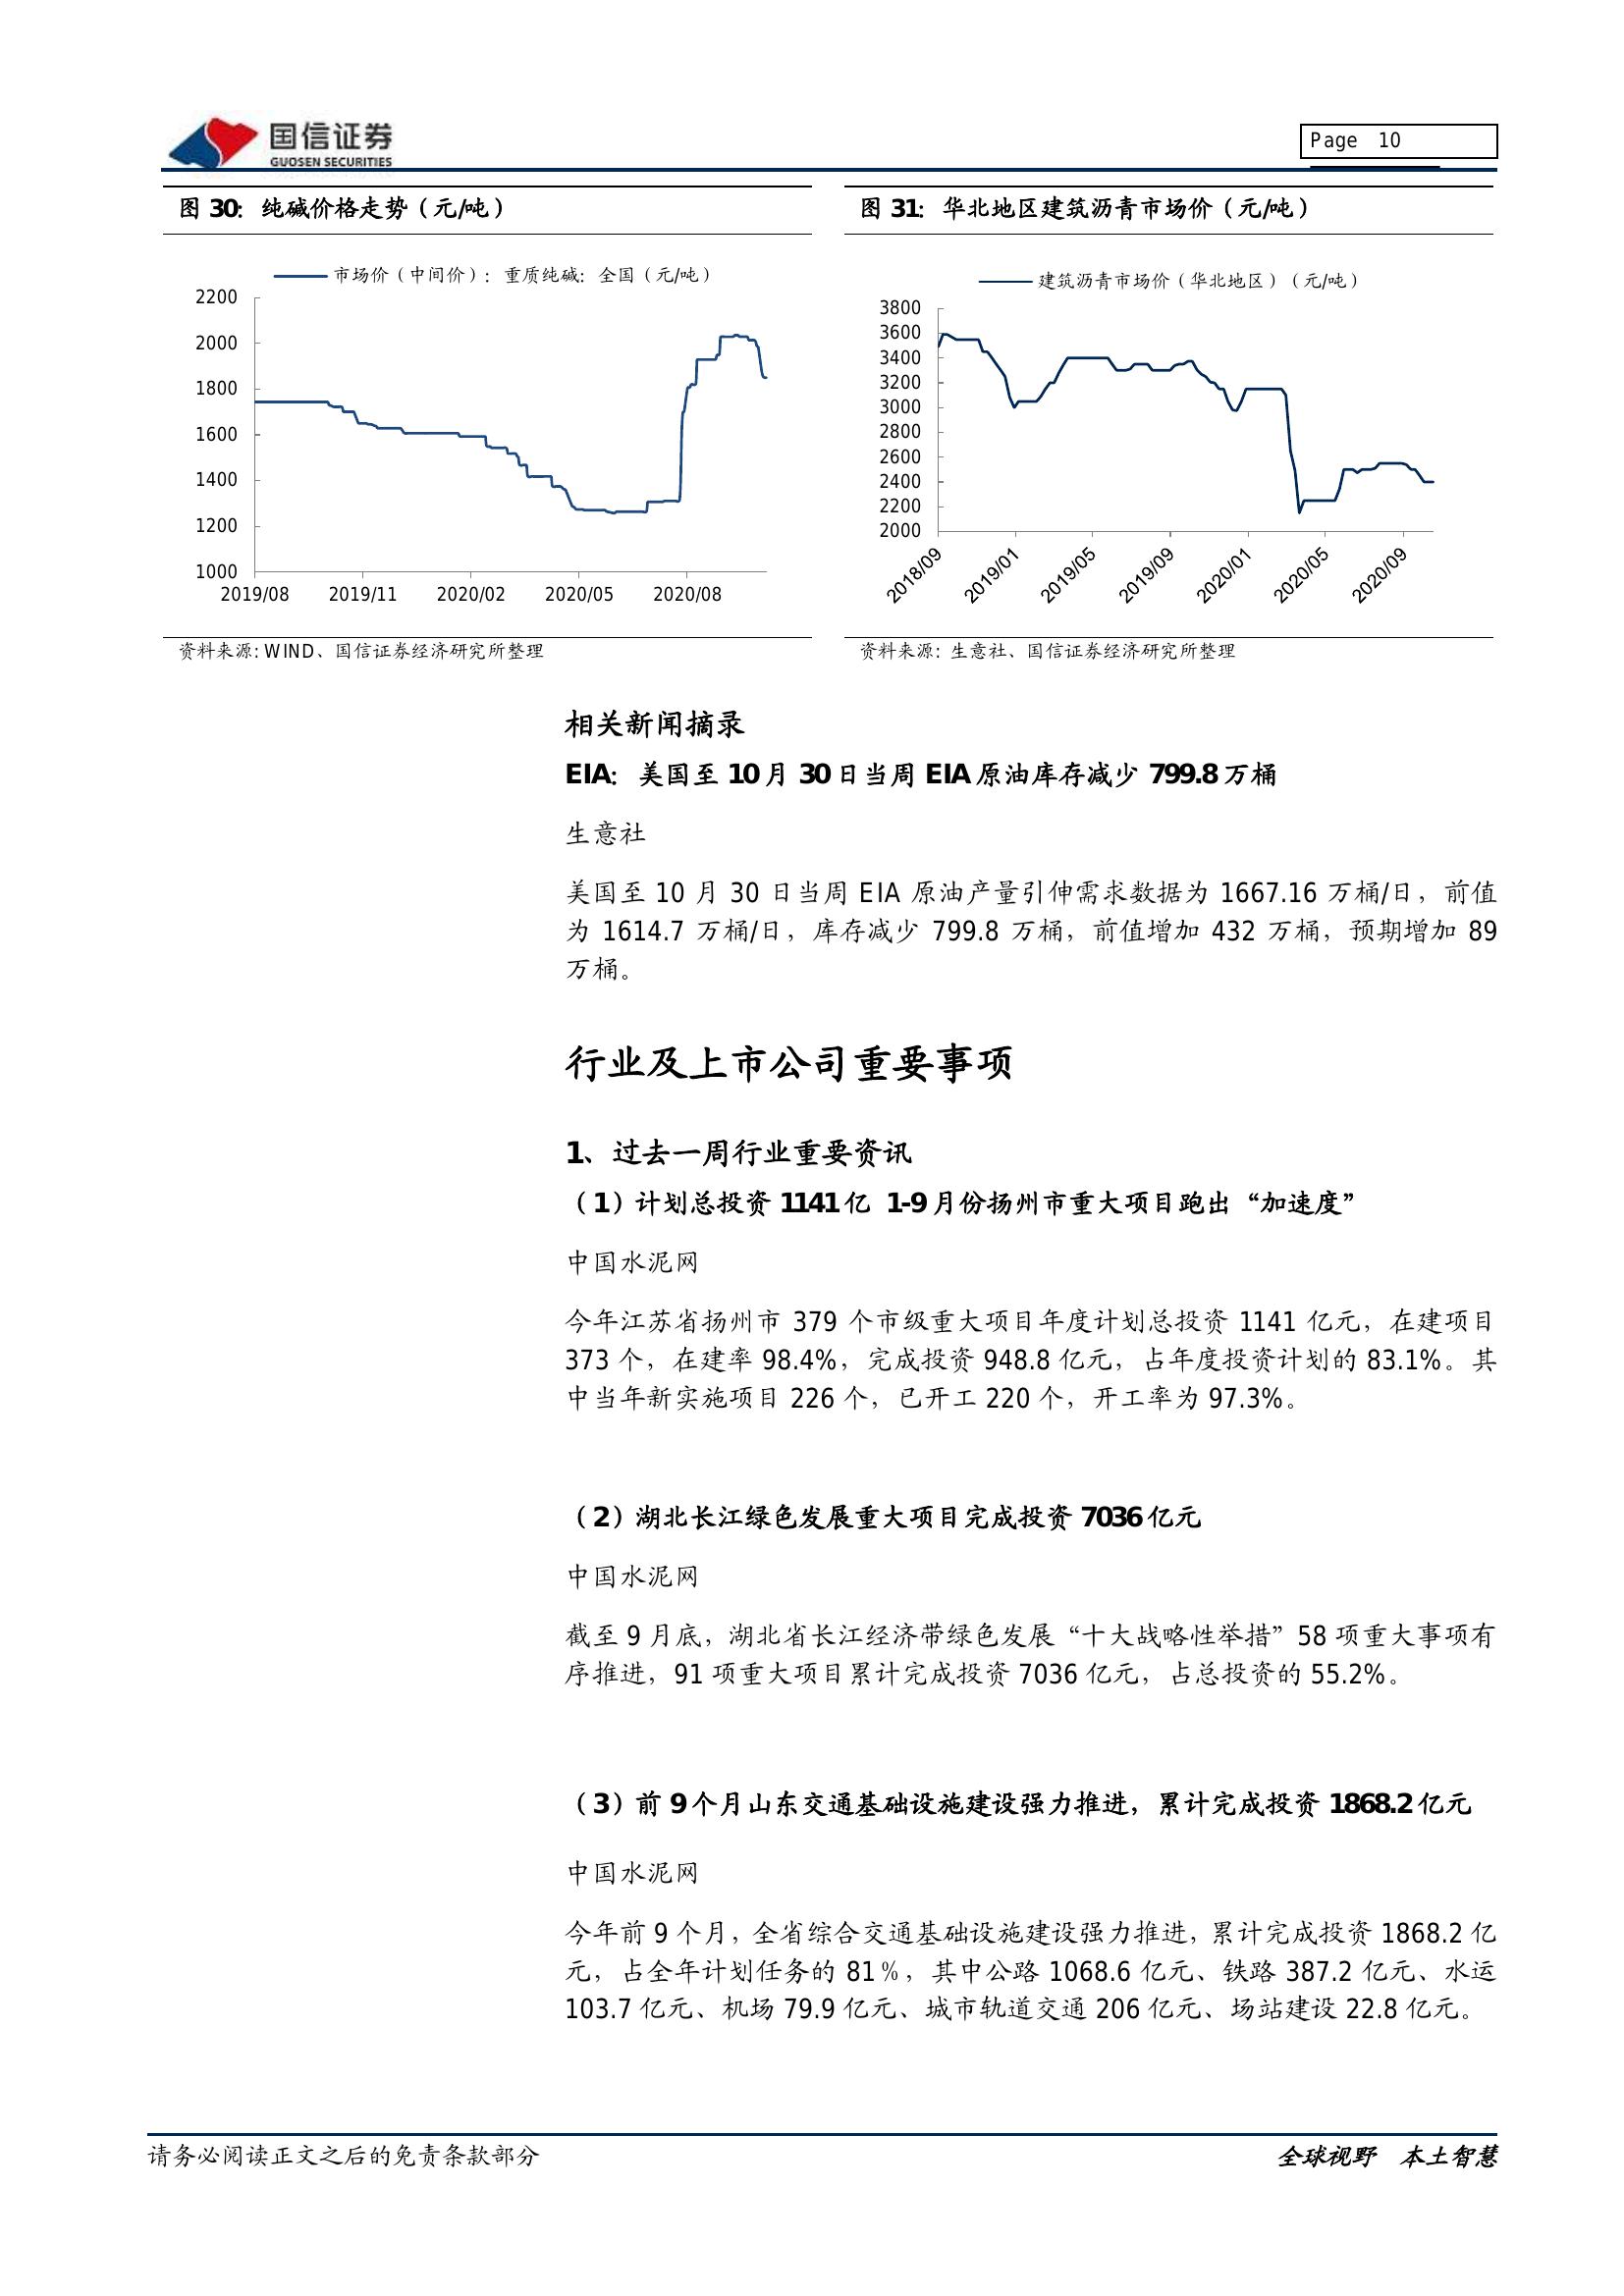 国信证券
GUOSEN SECURITIES
Page 10
图 30：纯碱价格走势（元/吨）
市场价（中间价）：重质纯碱：全国（元/吨）
2200
2000
1800
1600
1400
1200
1000
2019/08 2019/11 2020/02 2020/05 2020/08
资料来源: WIND、国信证券经济研究所整理
图 31：华北地区建筑沥青市场价（元/吨）
建筑沥青市场价（华北地区）（元/吨）
3800
3600
3400
3200
3000
2800
2600
2400
2200
2000
2018/09 2019/01 2019/05 2019/09 2020/01 2020/05 2020/09
资料来源: 生意社、国信证券经济研究所整理
相关新闻摘录
EIA：美国至 10 月 30 日当周 EIA 原油库存减少 799.8 万桶
生意社
美国至 10 月 30 日当周 EIA 原油产量引伸需求数据为 1667.16 万桶/日，前值
为 1614.7 万桶/日，库存减少 799.8 万桶，前值增加 432 万桶，预期增加 89
万桶。
行业及上市公司重要事项
1、过去一周行业重要资讯
（1）计划总投资 1141 亿 1-9 月份扬州市重大项目跑出“加速度”
中国水泥网
今年江苏省扬州市 379 个市级重大项目年度计划总投资 1141 亿元，在建项目
373 个，在建率 98.4%，完成投资 948.8 亿元，占年度投资计划的 83.1%。其
中当年新实施项目 226 个，已开工 220 个，开工率为 97.3%。
（2）湖北长江绿色发展重大项目完成投资 7036 亿元
中国水泥网
截至 9 月底，湖北省长江经济带绿色发展“十大战略性举措”58 项重大事项有
序推进，91 项重大项目累计完成投资 7036 亿元，占总投资的 55.2%。
（3）前 9 个月山东交通基础设施建设强力推进，累计完成投资 1868.2 亿元
中国水泥网
今年前 9 个月，全省综合交通基础设施建设强力推进，累计完成投资 1868.2 亿
元，占全年计划任务的 81％，其中公路 1068.6 亿元、铁路 387.2 亿元、水运
103.7 亿元、机场 79.9 亿元、城市轨道交通 206 亿元、场站建设 22.8 亿元。
请务必阅读正文之后的免责条款部分
全球视野 本土智慧